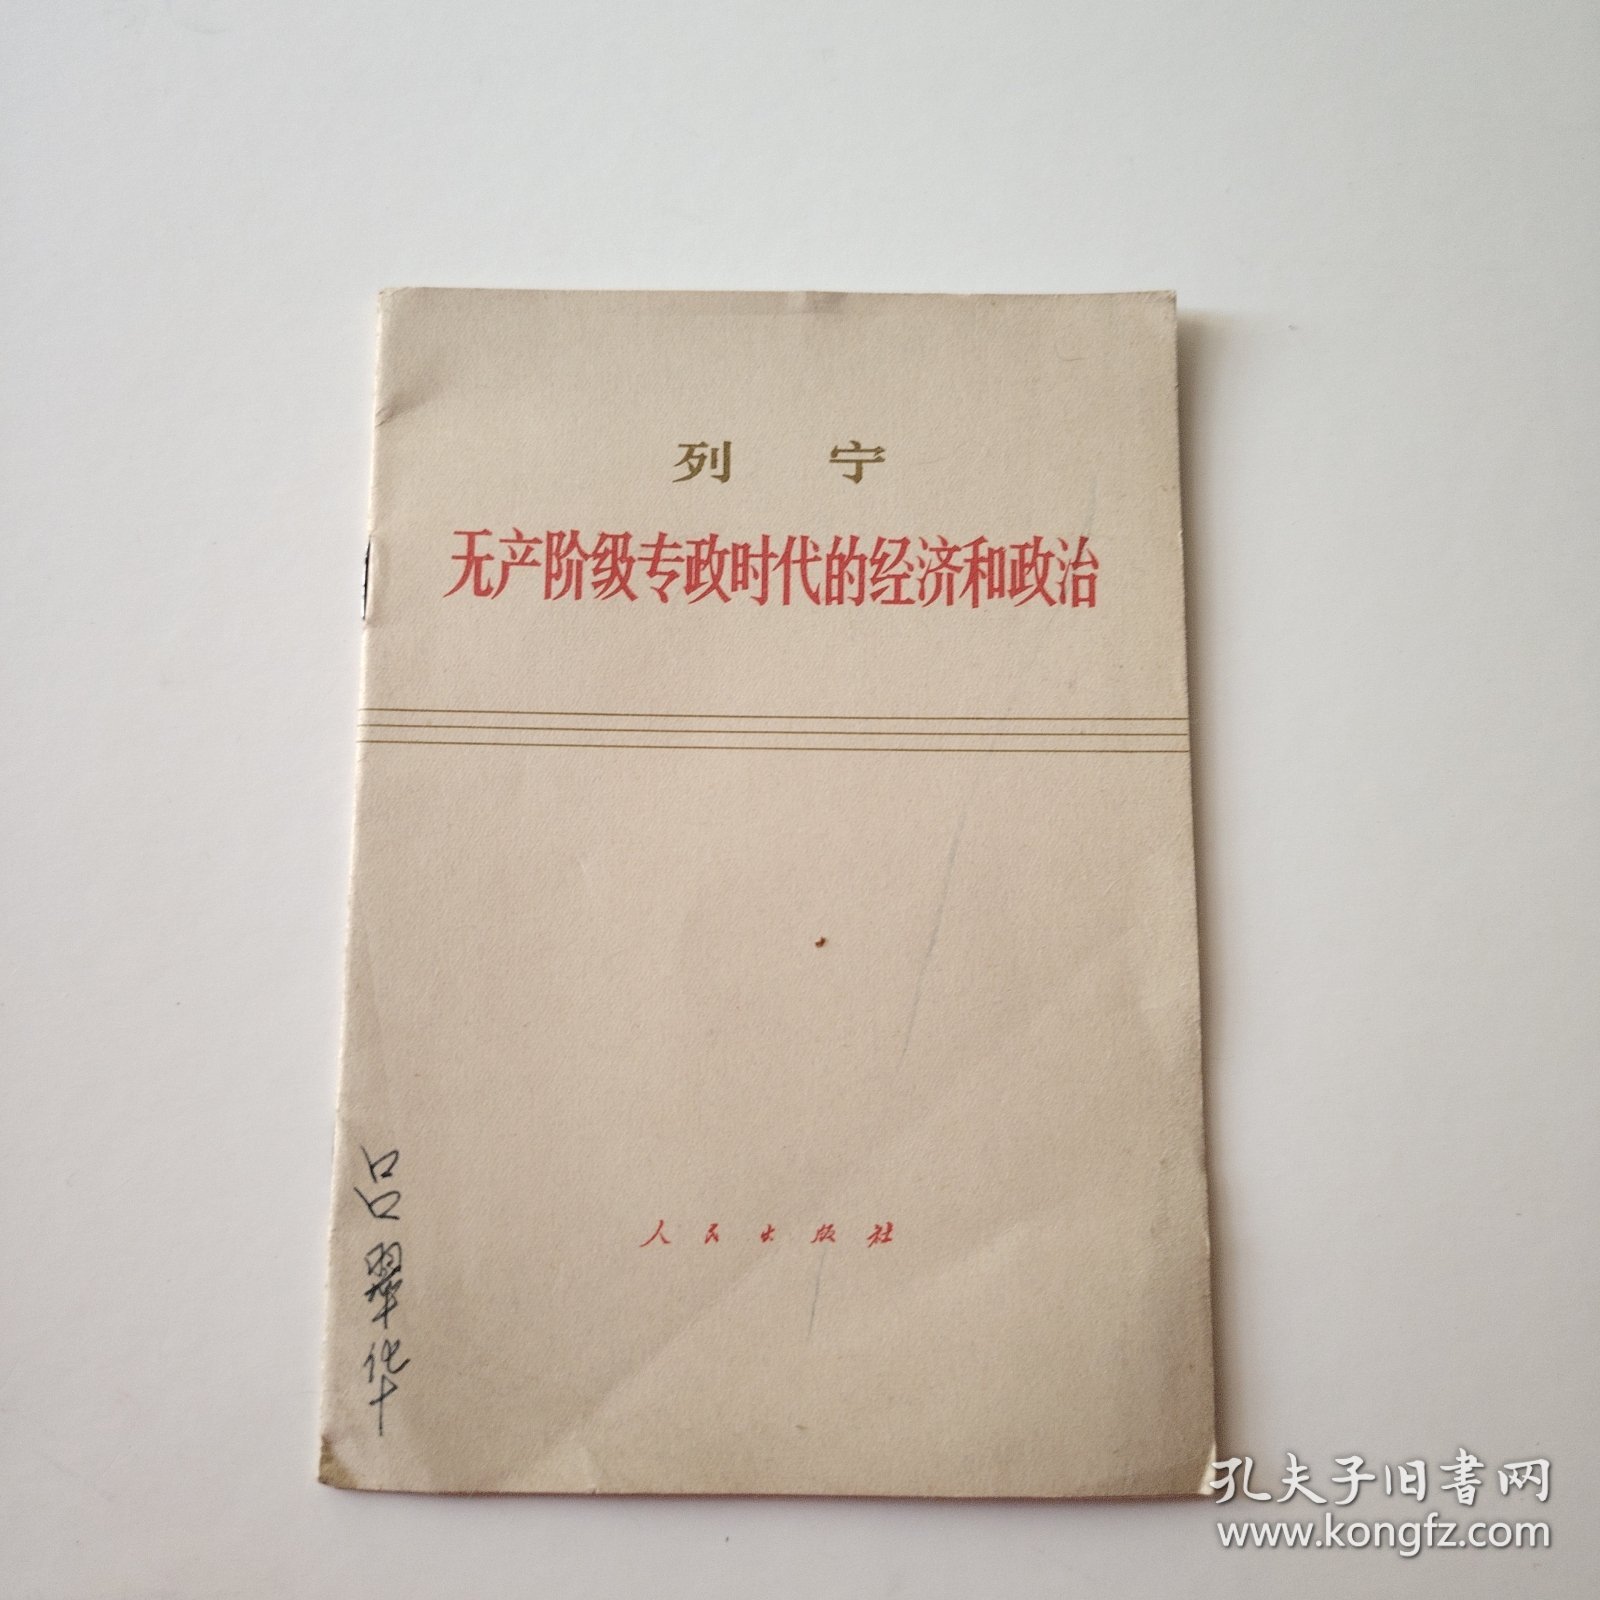 列宁
无产阶级专政时代的经济和政治
人民出版社
吕翠华
孔夫子旧书网
www.kongfz.com